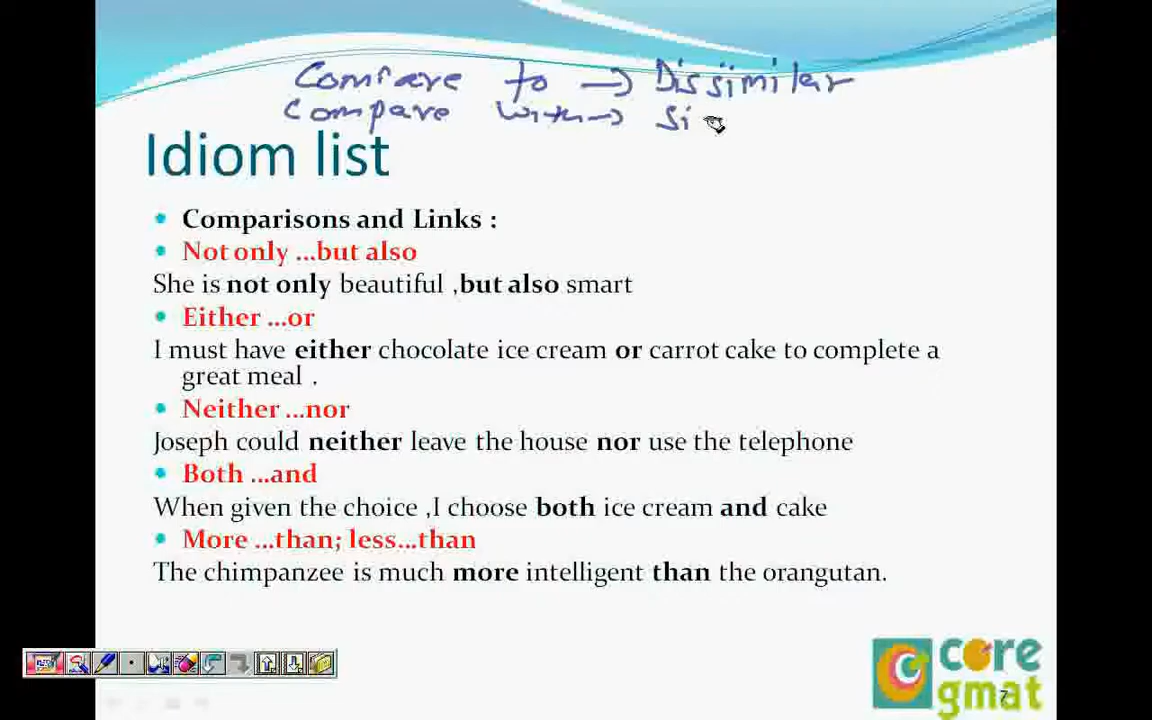 Compare to → Dissimilar
Compare with → Si
Idiom list
• Comparisons and Links :
• Not only ...but also
She is not only beautiful ,but also smart
• Either ...or
I must have either chocolate ice cream or carrot cake to complete a
great meal .
• Neither ...nor
Joseph could neither leave the house nor use the telephone
• Both ...and
When given the choice ,I choose both ice cream and cake
• More ...than; less...than
The chimpanzee is much more intelligent than the orangutan.
core
gmat
7